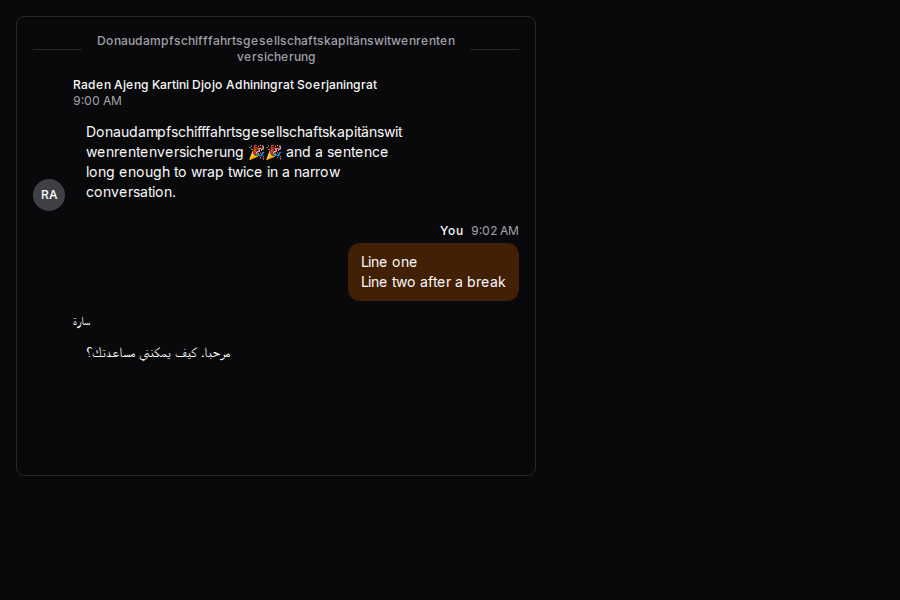 Donaudampfschifffahrtsgesellschaftskapitänswitwenrenten
versicherung
Raden Ajeng Kartini Djojo Adhiningrat Soerjaningrat
9:00 AM
Donaudampfschifffahrtsgesellschaftskapitänswit
wenrentenversicherung 🎉🎉 and a sentence
long enough to wrap twice in a narrow
conversation.
RA
You 9:02 AM
Line one
Line two after a break
سارة
مرحبا، كيف يمكنني مساعدتك؟